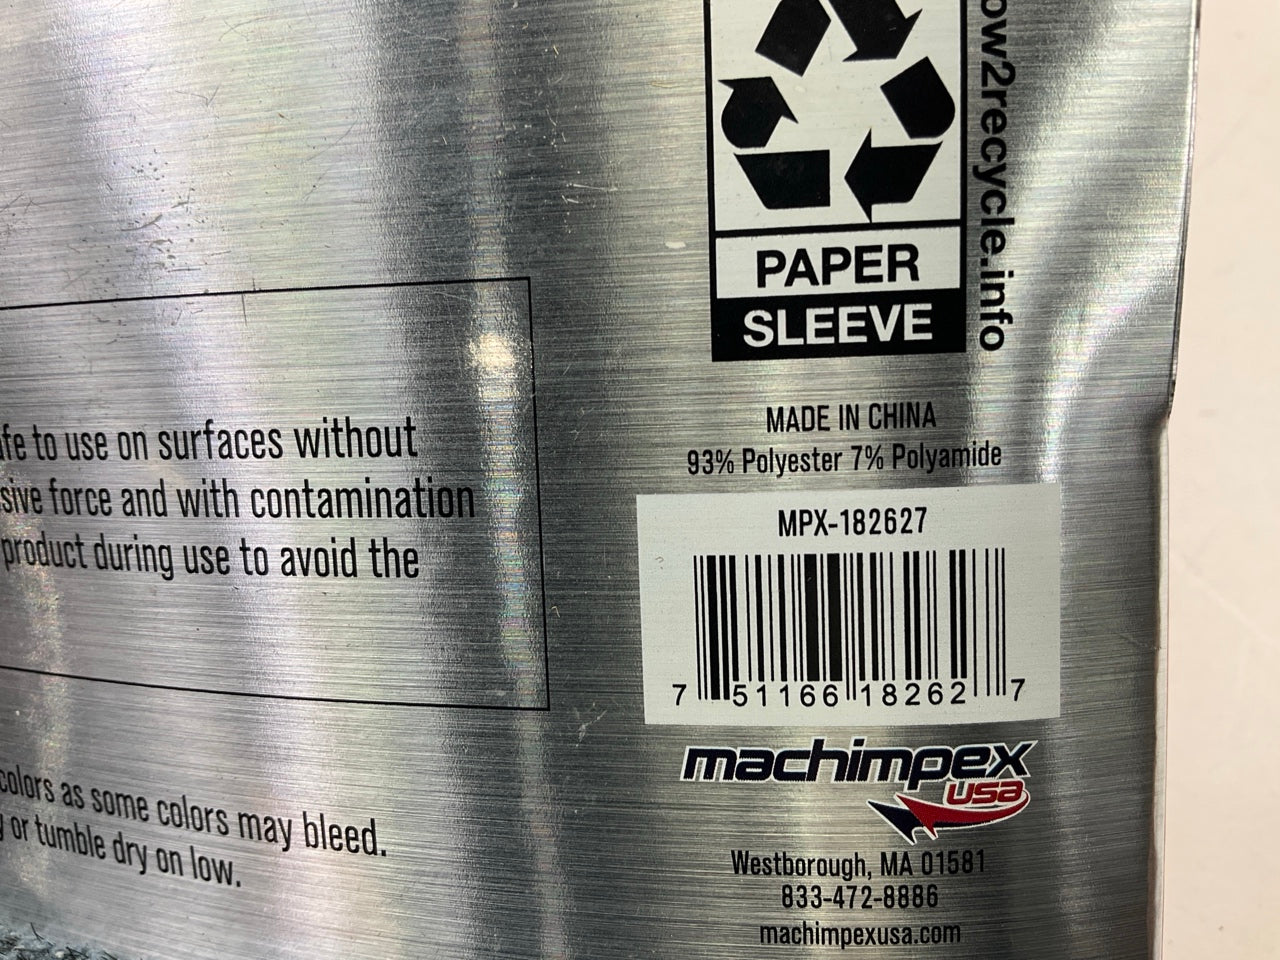 ow2recycle.info
PAPER
SLEEVE
to use on surfaces without
force and with contamination
product during use to avoid the
MADE IN CHINA
93% Polyester 7% Polyamide
MPX-182627
7 51166 18262 7
machimpex
usa
colors as some colors may bleed.
or tumble dry on low.
Westborough, MA 01581
833-472-8886
machimpexusa.com